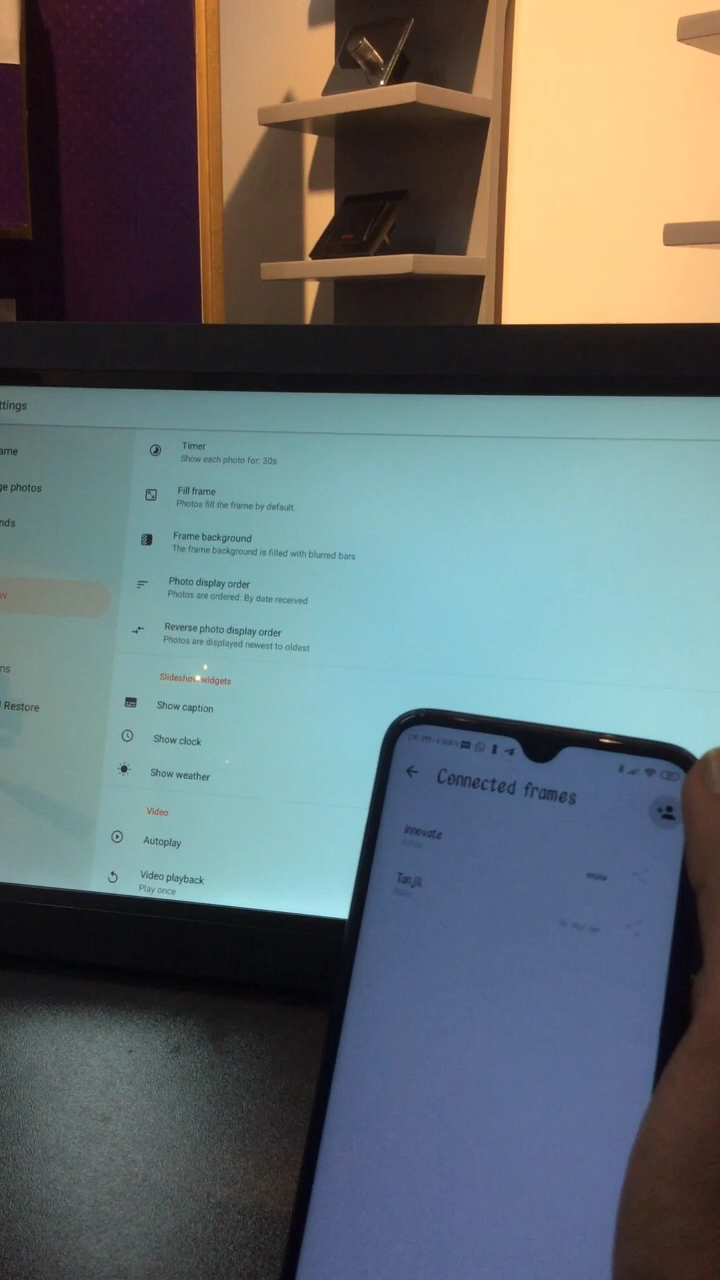 ttings
ame
ge photos
nds
w
ns
l Restore
Timer
Show each photo for: 30s
Fill frame
Photos fill the frame by default.
Frame background
The frame background is filled with blurred bars
Photo display order
Photos are ordered: By date received
Reverse photo display order
Photos are displayed newest to oldest
Slideshow widgets
Show caption
Show clock
Show weather
Video
Autoplay
Video playback
Play once
Connected frames
innovate
Tanjil